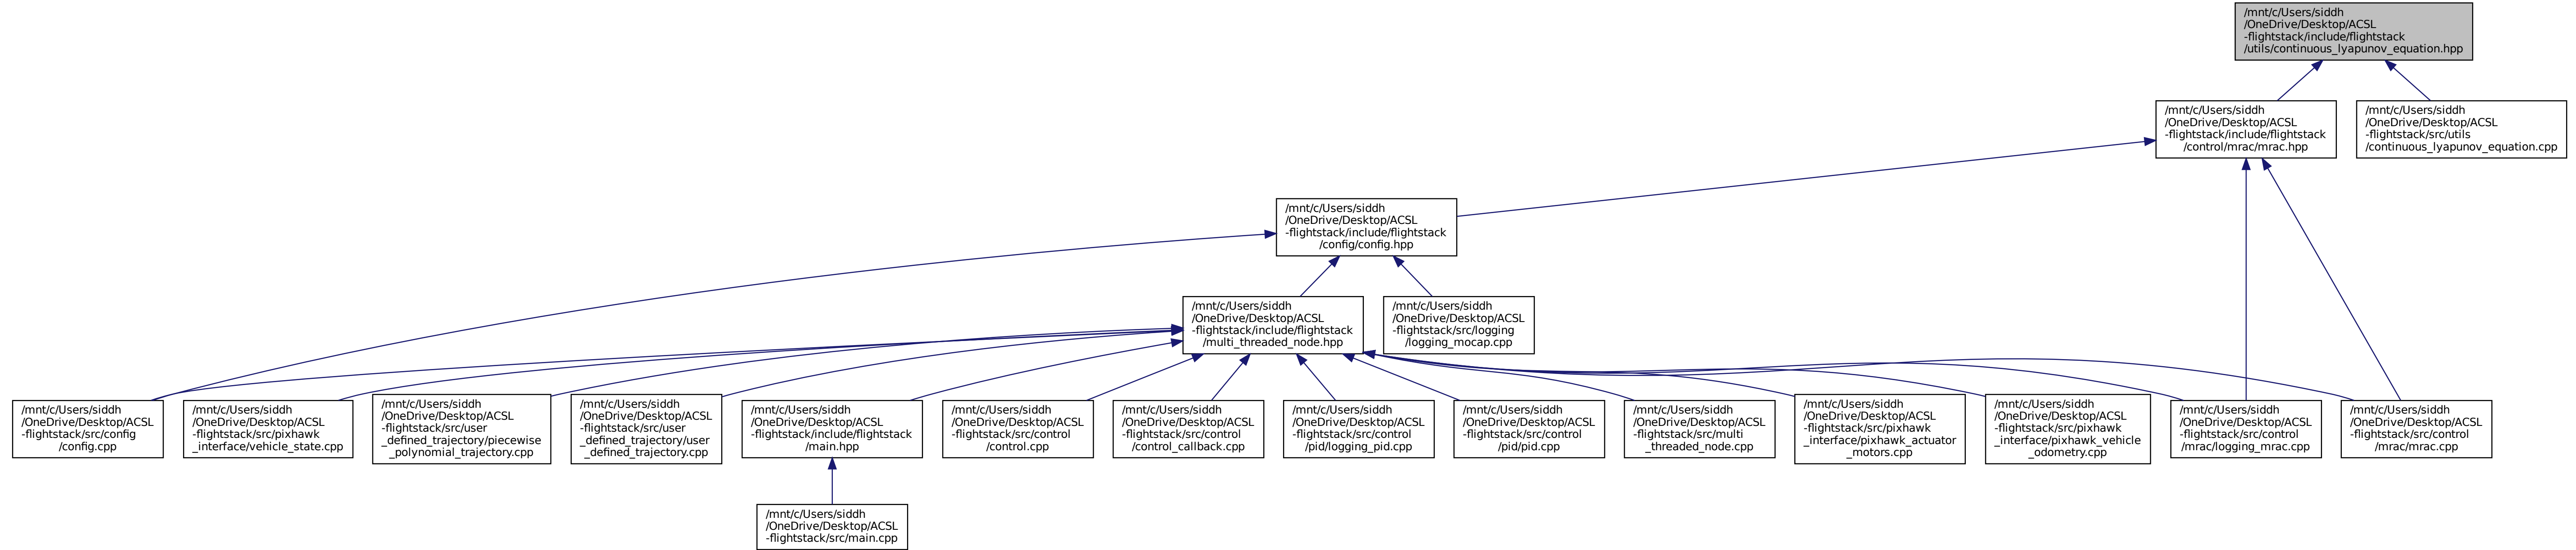 /mnt/c/Users/siddh
/OneDrive/Desktop/ACSL
-flightstack/include/flightstack
/utils/continuous_lyapunov_equation.hpp
/mnt/c/Users/siddh
/OneDrive/Desktop/ACSL
-flightstack/include/flightstack
/control/mrac/mrac.hpp
/mnt/c/Users/siddh
/OneDrive/Desktop/ACSL
-flightstack/src/utils
/continuous_lyapunov_equation.cpp
/mnt/c/Users/siddh
/OneDrive/Desktop/ACSL
-flightstack/include/flightstack
/config/config.hpp
/mnt/c/Users/siddh
/OneDrive/Desktop/ACSL
-flightstack/include/flightstack
/multi_threaded_node.hpp
/mnt/c/Users/siddh
/OneDrive/Desktop/ACSL
-flightstack/src/logging
/logging_mocap.cpp
/mnt/c/Users/siddh
/OneDrive/Desktop/ACSL
-flightstack/src/config
/config.cpp
/mnt/c/Users/siddh
/OneDrive/Desktop/ACSL
-flightstack/src/pixhawk
_interface/vehicle_state.cpp
/mnt/c/Users/siddh
/OneDrive/Desktop/ACSL
-flightstack/src/user
_defined_trajectory/piecewise
_polynomial_trajectory.cpp
/mnt/c/Users/siddh
/OneDrive/Desktop/ACSL
-flightstack/src/user
_defined_trajectory/user
_defined_trajectory.cpp
/mnt/c/Users/siddh
/OneDrive/Desktop/ACSL
-flightstack/include/flightstack
/main.hpp
/mnt/c/Users/siddh
/OneDrive/Desktop/ACSL
-flightstack/src/control
/control.cpp
/mnt/c/Users/siddh
/OneDrive/Desktop/ACSL
-flightstack/src/control
/control_callback.cpp
/mnt/c/Users/siddh
/OneDrive/Desktop/ACSL
-flightstack/src/control
/pid/logging_pid.cpp
/mnt/c/Users/siddh
/OneDrive/Desktop/ACSL
-flightstack/src/control
/pid/pid.cpp
/mnt/c/Users/siddh
/OneDrive/Desktop/ACSL
-flightstack/src/multi
_threaded_node.cpp
/mnt/c/Users/siddh
/OneDrive/Desktop/ACSL
-flightstack/src/pixhawk
_interface/pixhawk_actuator
_motors.cpp
/mnt/c/Users/siddh
/OneDrive/Desktop/ACSL
-flightstack/src/pixhawk
_interface/pixhawk_vehicle
_odometry.cpp
/mnt/c/Users/siddh
/OneDrive/Desktop/ACSL
-flightstack/src/control
/mrac/logging_mrac.cpp
/mnt/c/Users/siddh
/OneDrive/Desktop/ACSL
-flightstack/src/control
/mrac/mrac.cpp
/mnt/c/Users/siddh
/OneDrive/Desktop/ACSL
-flightstack/src/main.cpp